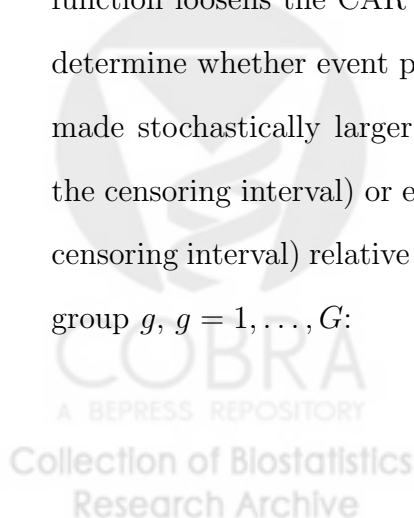 function loosens the CAR
determine whether event p
made stochastically larger
the censoring interval) or e
censoring interval) relative
group g, g = 1, . . . , G:
COBRA
A BEPRESS REPOSITORY
Collection of Biostatistics
Research Archive